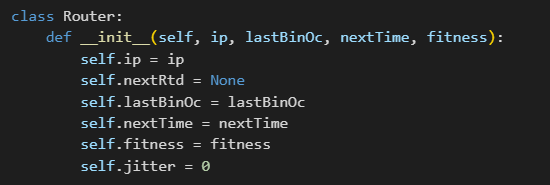 class Router:
    def __init__(self, ip, lastBinOc, nextTime, fitness):
        self.ip = ip
        self.nextRtd = None
        self.lastBinOc = lastBinOc
        self.nextTime = nextTime
        self.fitness = fitness
        self.jitter = 0